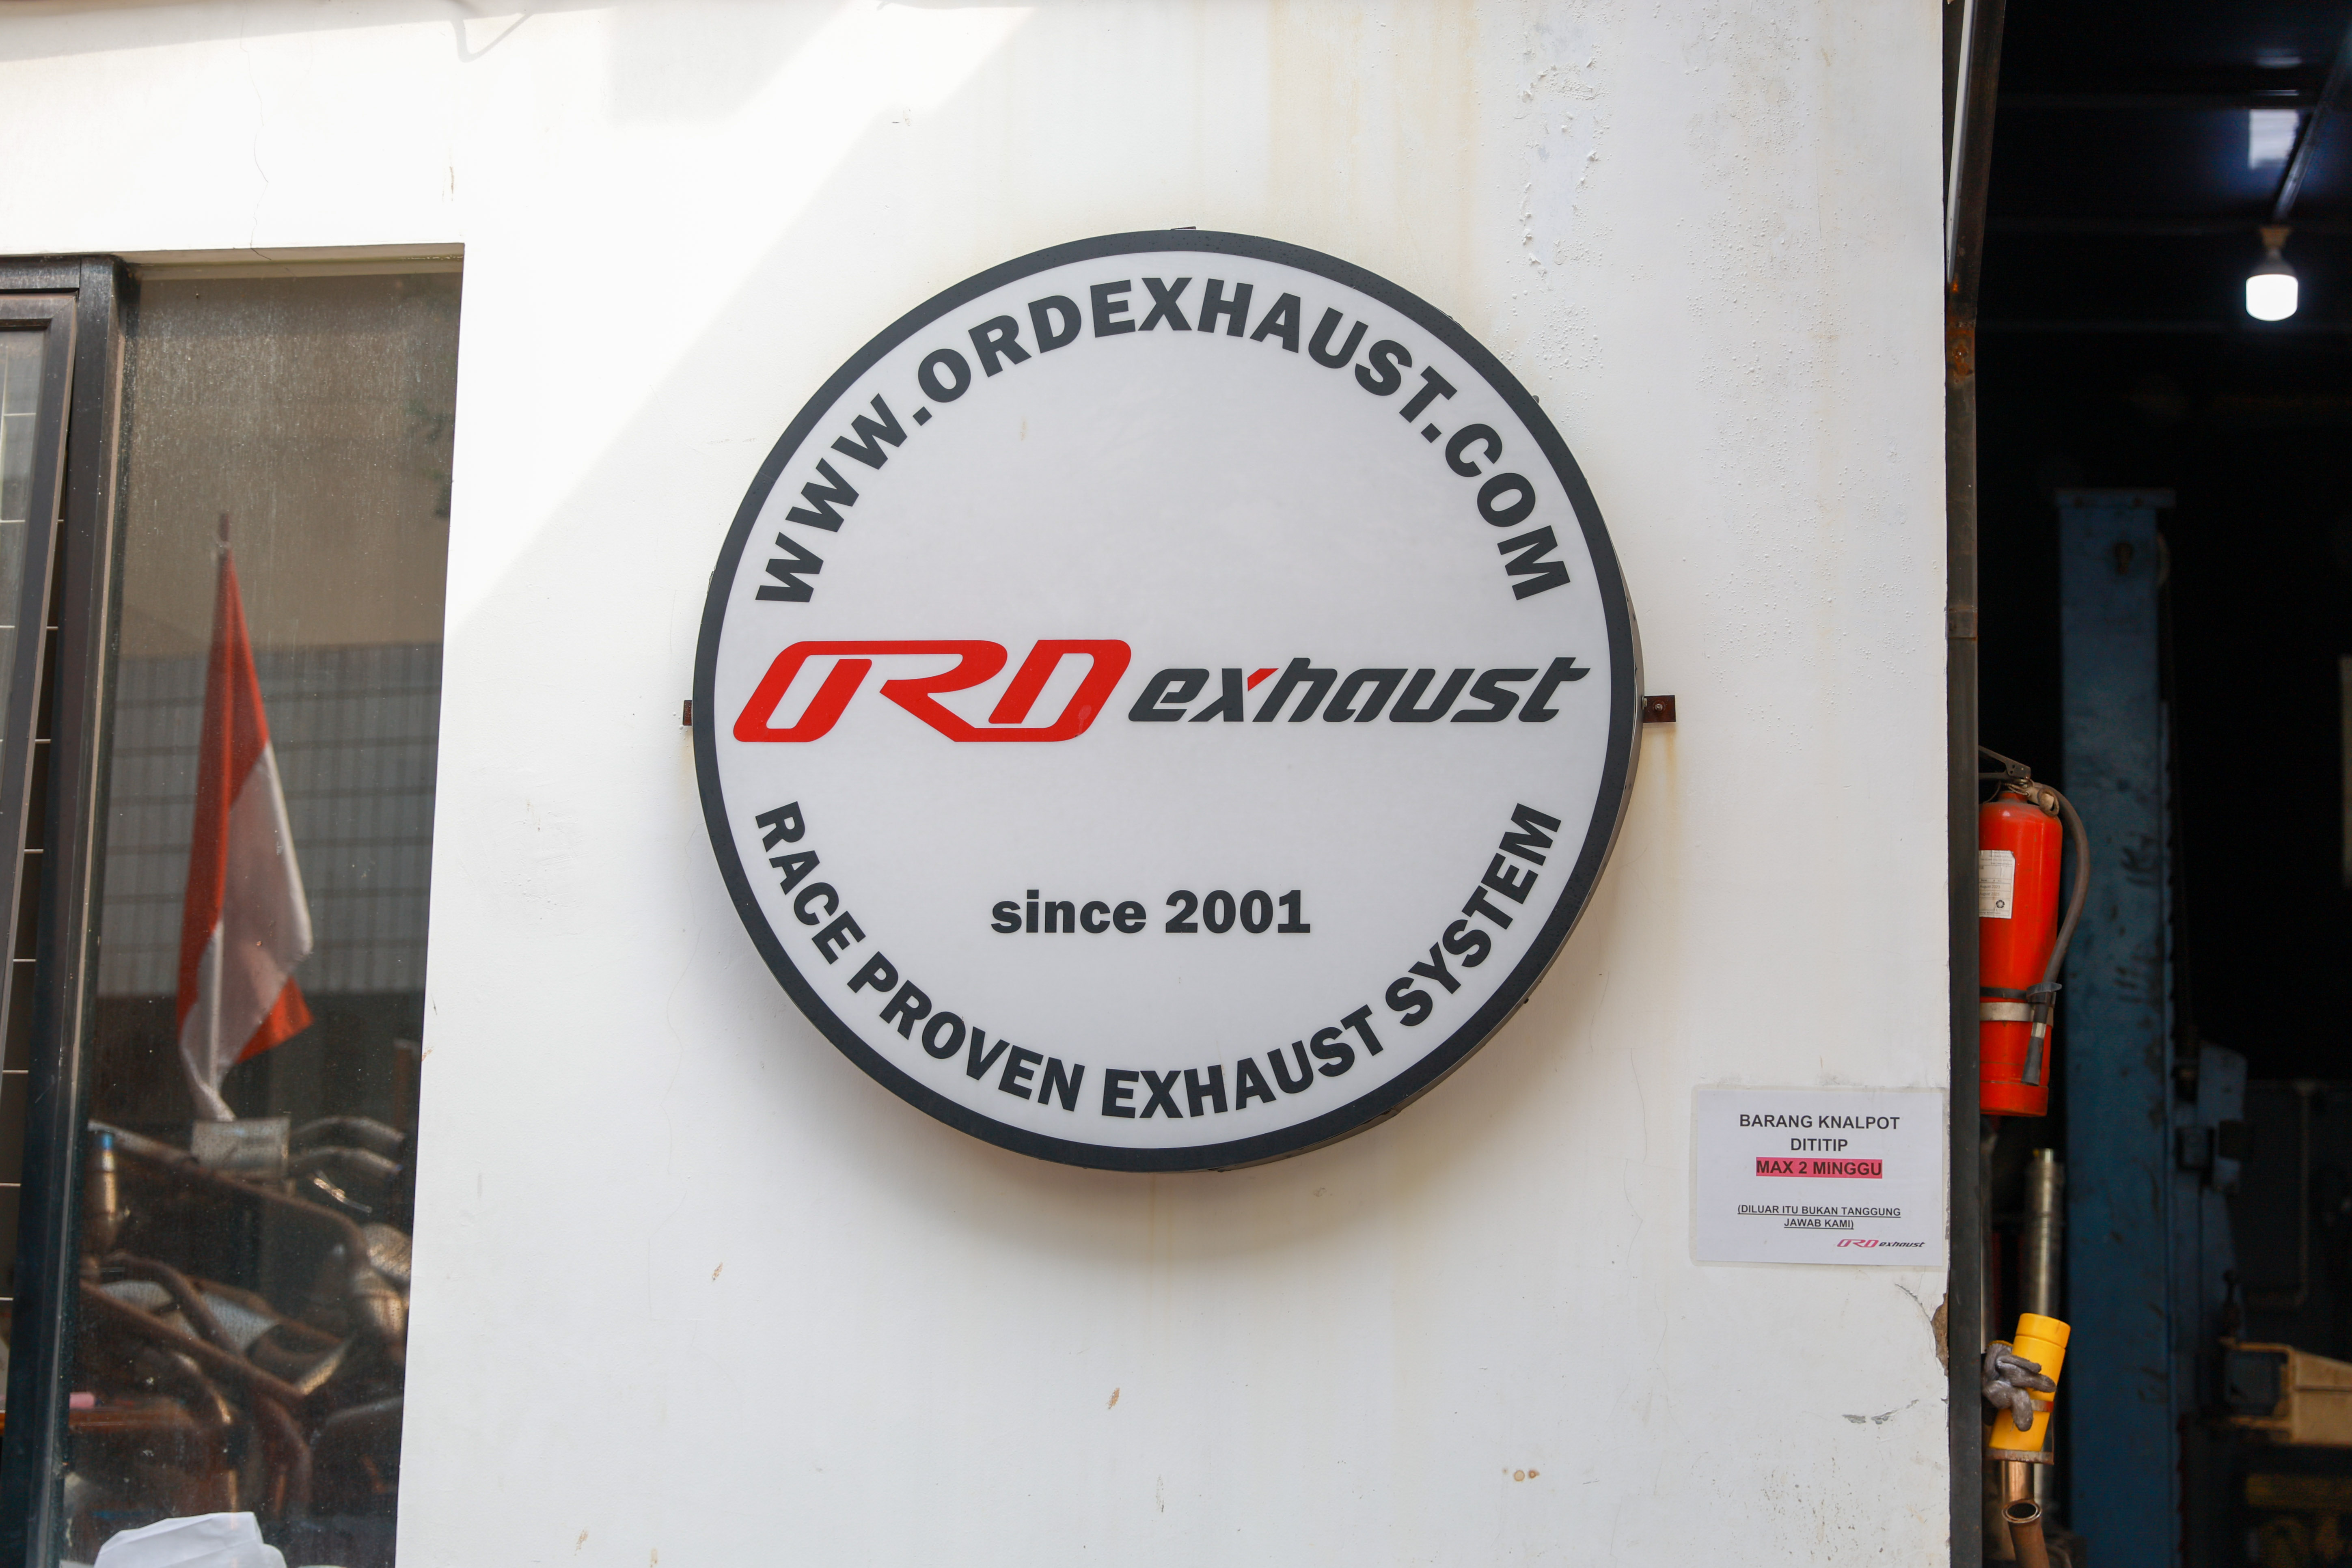 WWW.ORDEXHAUST.COM
ORD exhaust
since 2001
RACE PROVEN EXHAUST SYSTEM
BARANG KNALPOT
DITITIP
MAX 2 MINGGU
(DILUAR ITU BUKAN TANGGUNG
JAWAB KAMI)
ORD exhaust